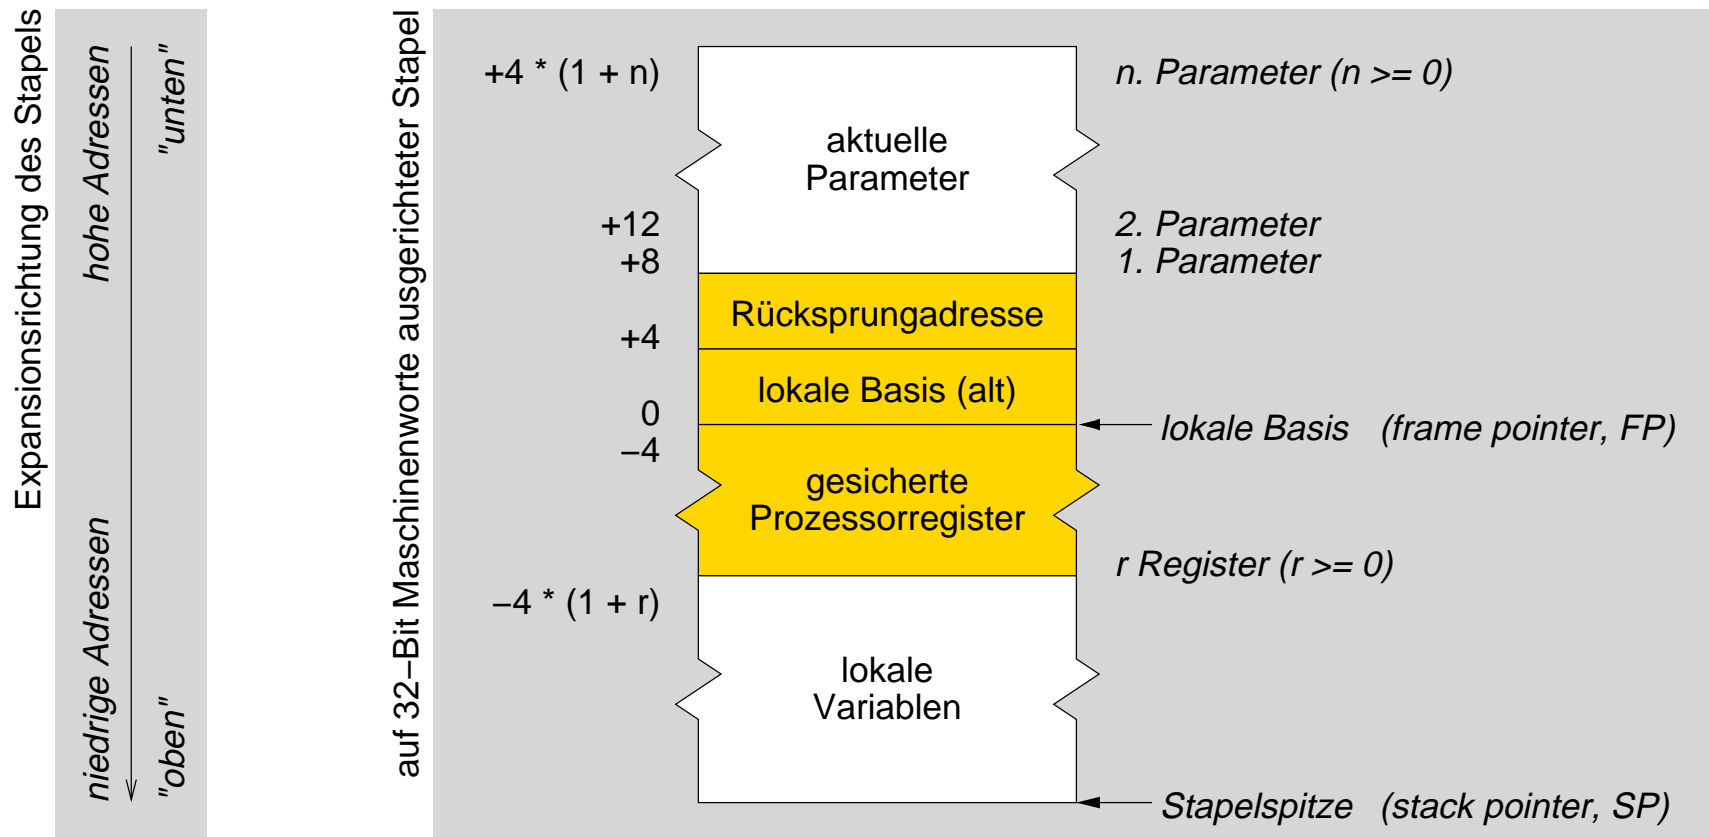 Expansionsrichtung des Stapels
hohe Adressen
niedrige Adressen
"unten"
"oben"
auf 32–Bit Maschinenworte ausgerichteter Stapel
+4 * (1 + n)
n. Parameter (n >= 0)
aktuelle
Parameter
+12
2. Parameter
+8
1. Parameter
Rücksprungadresse
+4
lokale Basis (alt)
0
lokale Basis (frame pointer, FP)
–4
gesicherte
Prozessorregister
r Register (r >= 0)
–4 * (1 + r)
lokale
Variablen
Stapelspitze (stack pointer, SP)